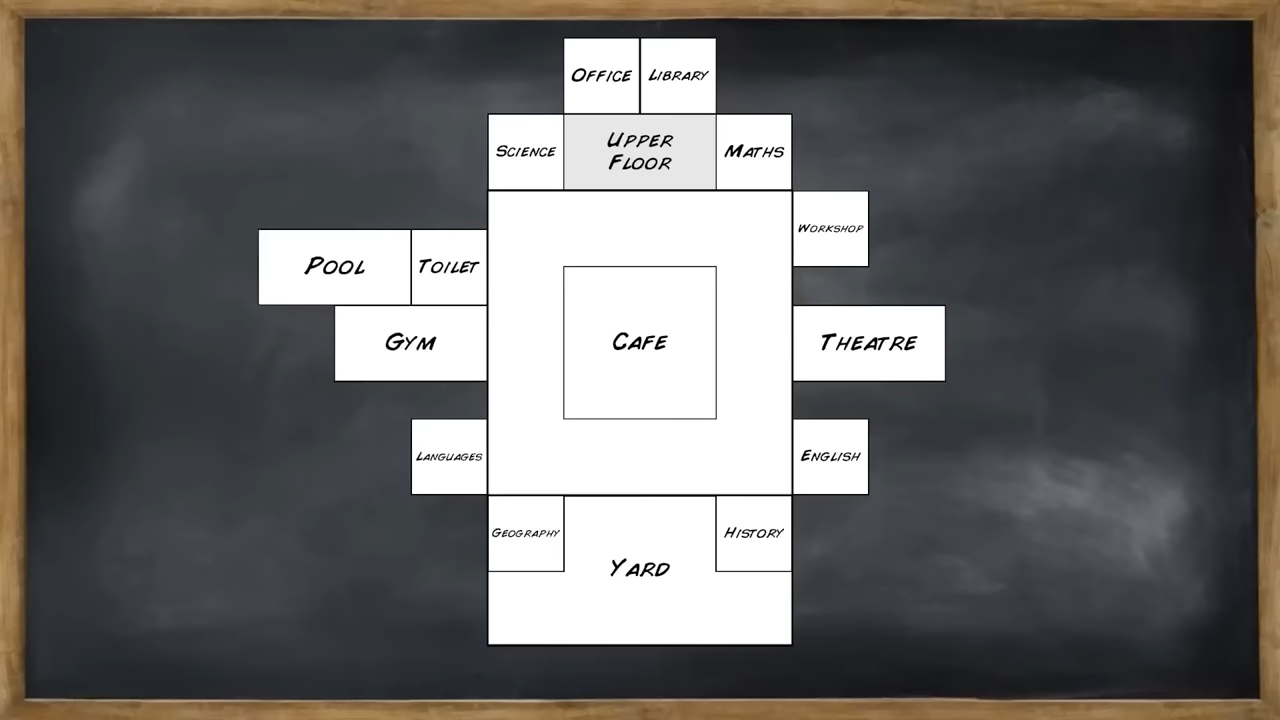 Office
Library
Science
Upper
Floor
Maths
Workshop
Pool
Toilet
Gym
Cafe
Theatre
Languages
English
Geography
History
Yard